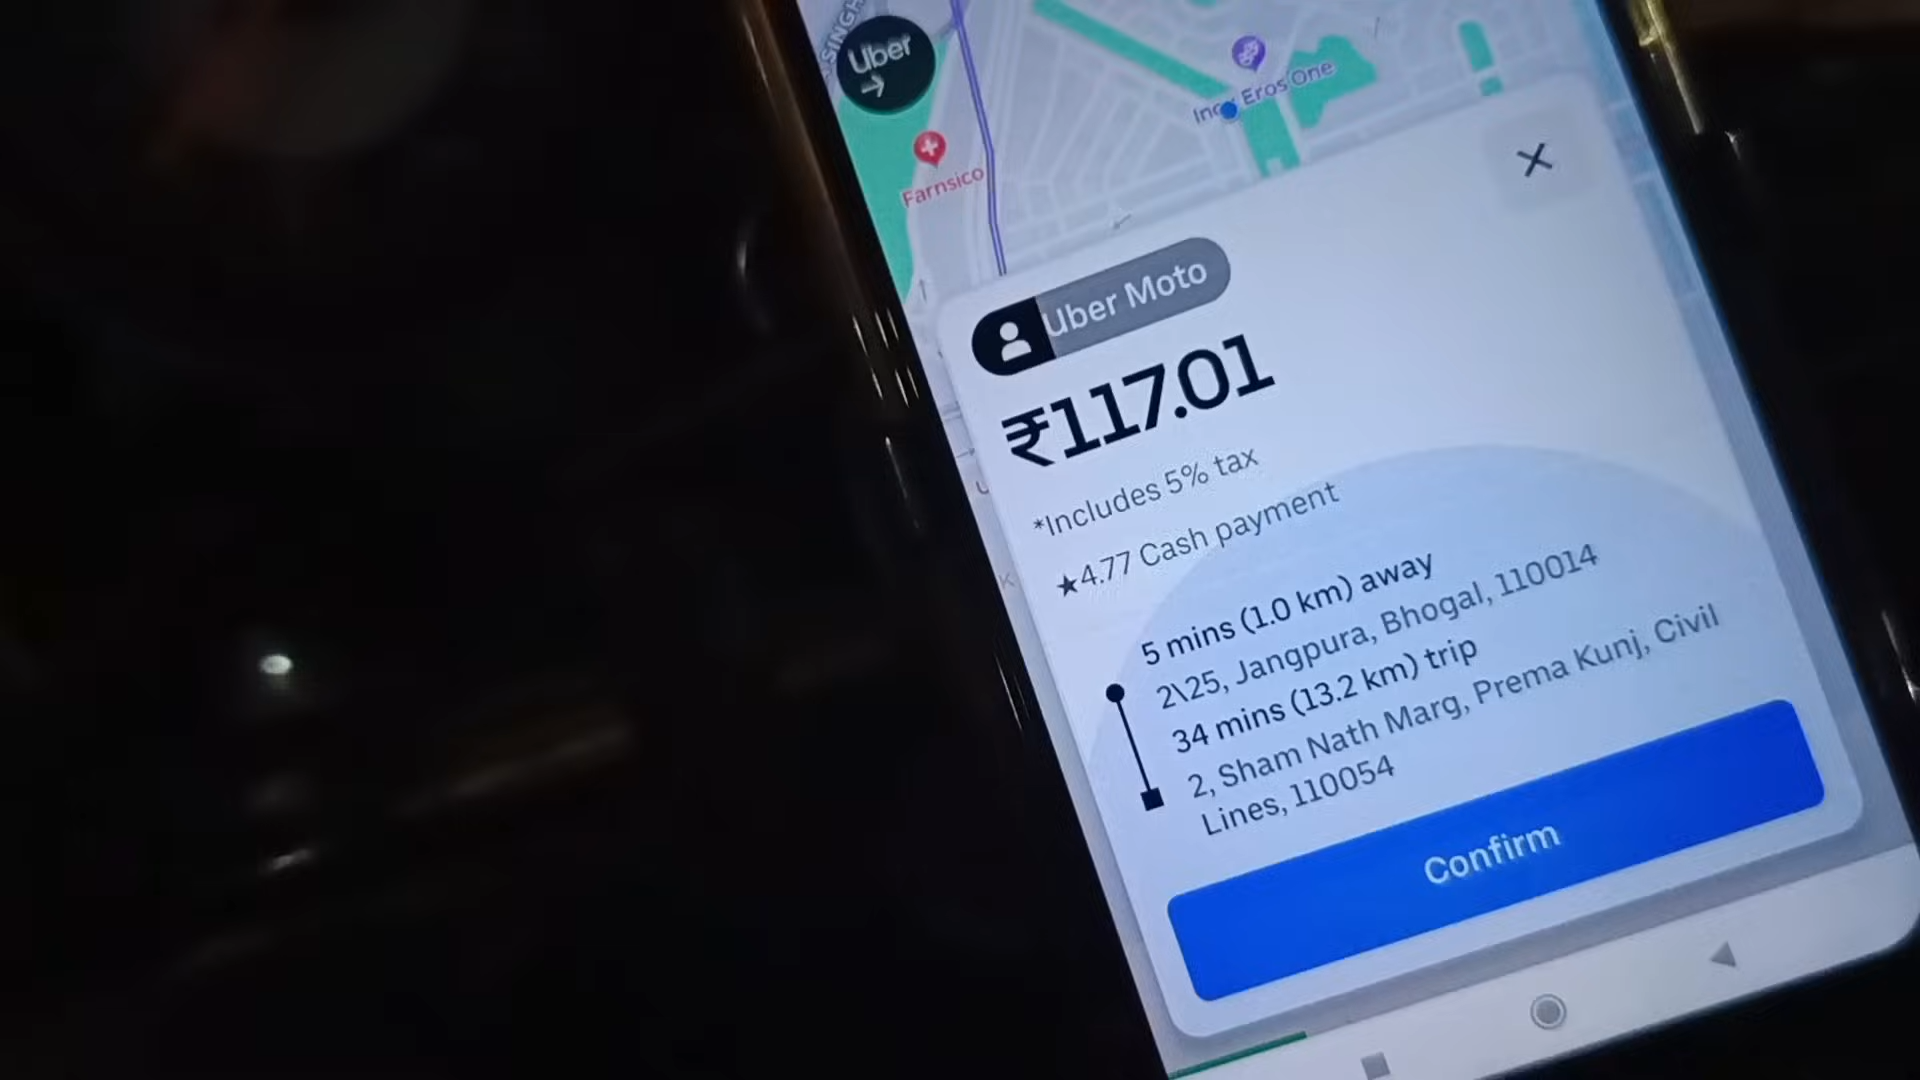 SINGH
Uber
Inox Eros One
Farnsico
Uber Moto
₹117.01
*Includes 5% tax
★4.77 Cash payment
5 mins (1.0 km) away
2\25, Jangpura, Bhogal, 110014
34 mins (13.2 km) trip
2, Sham Nath Marg, Prema Kunj, Civil
Lines, 110054
Confirm